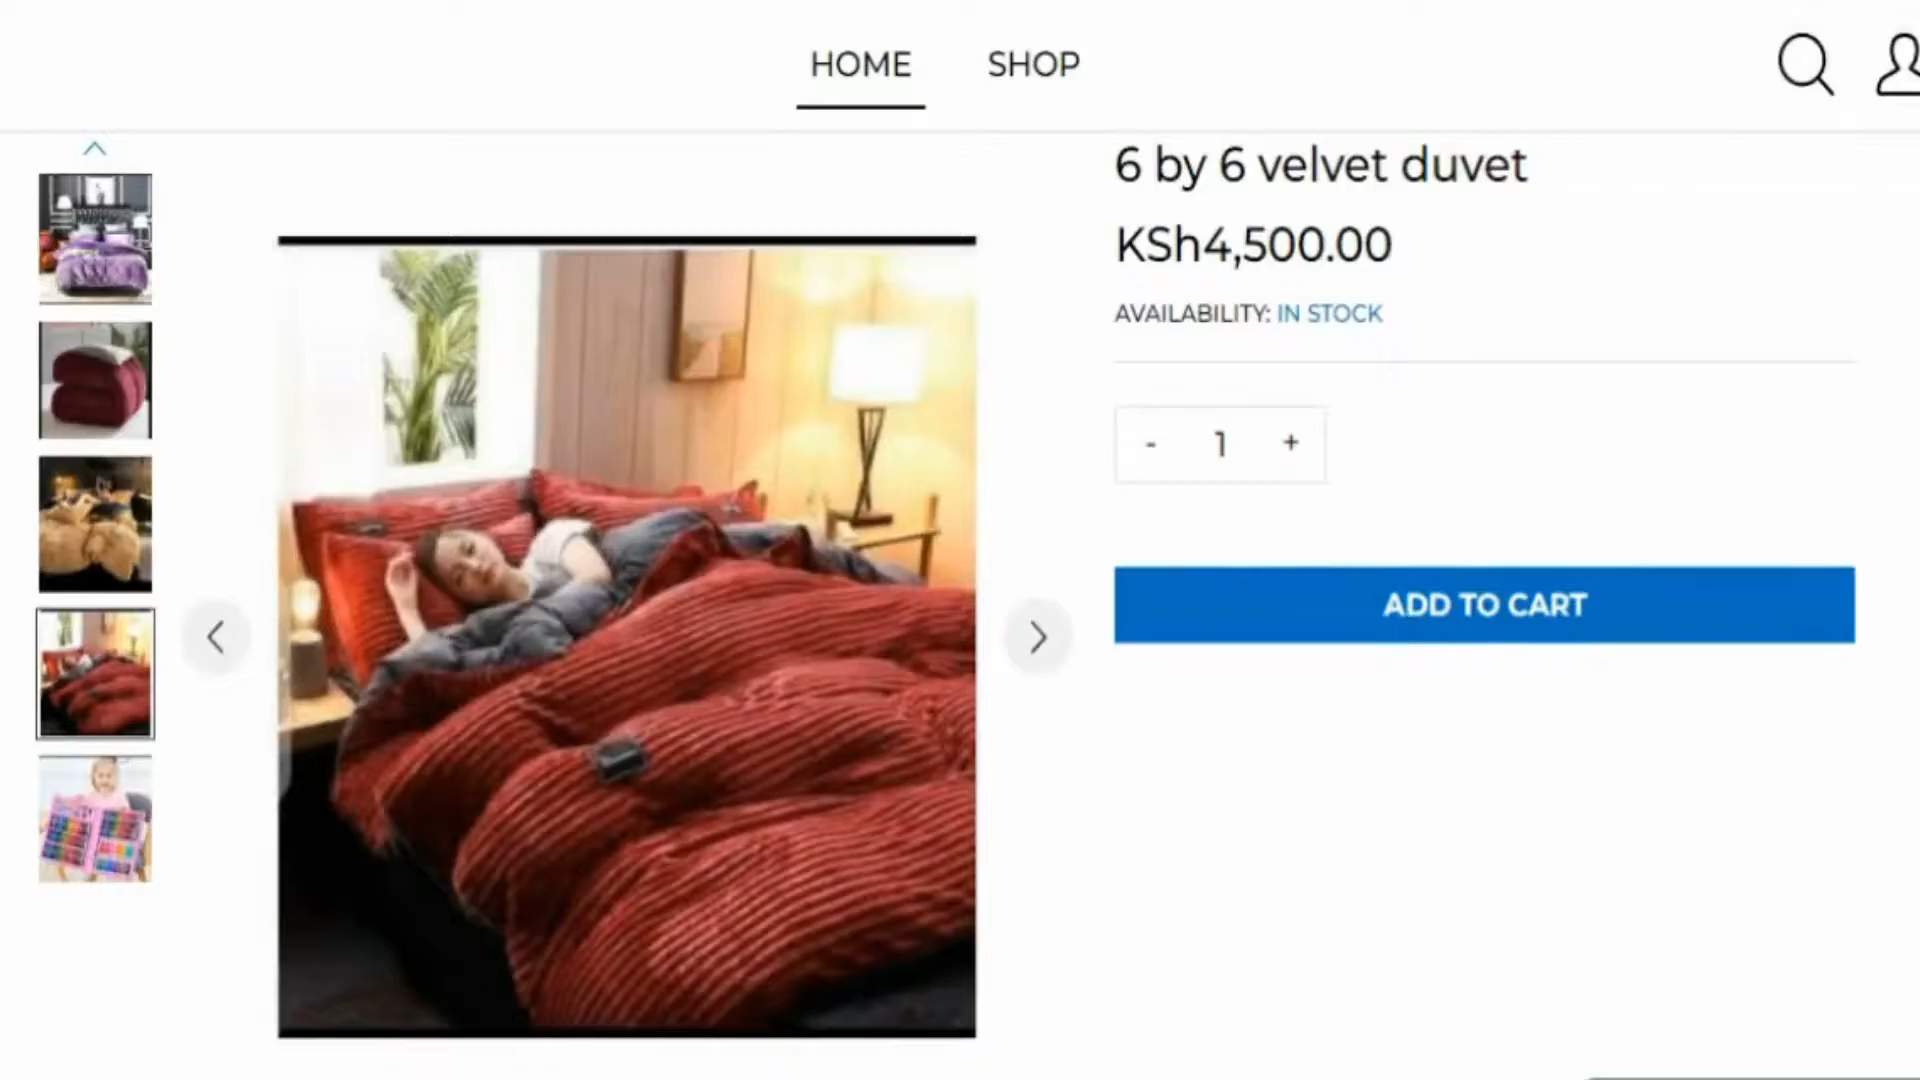 HOME SHOP
6 by 6 velvet duvet
KSh4,500.00
AVAILABILITY: IN STOCK
- 1 +
ADD TO CART